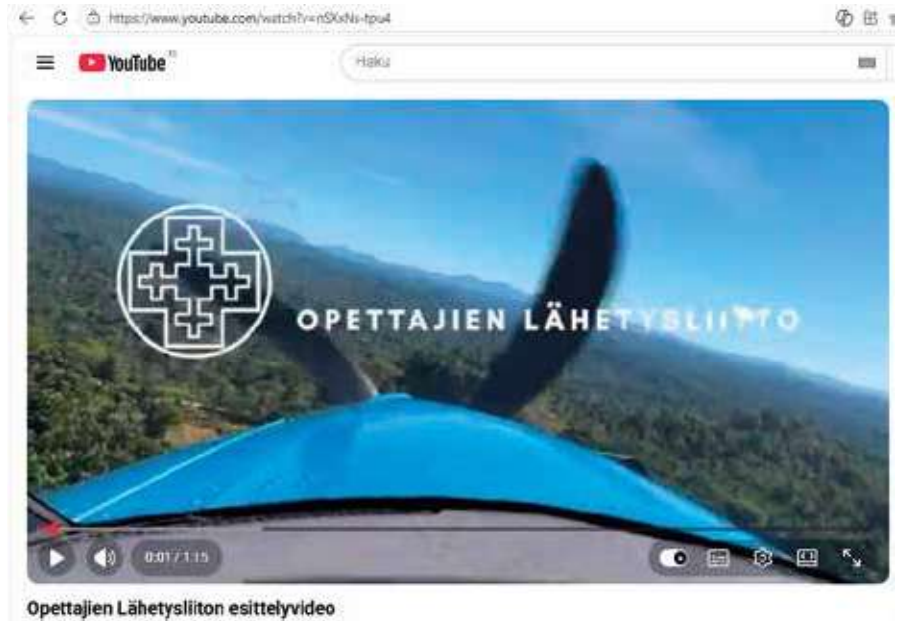 https://www.youtube.com/watch?v=nSXxNs-tpu4
YouTube
Haku
OPETTAJIEN LÄHETYSLIITTO
0:01 / 1:15
Opettajien Lähetysliiton esittelyvideo